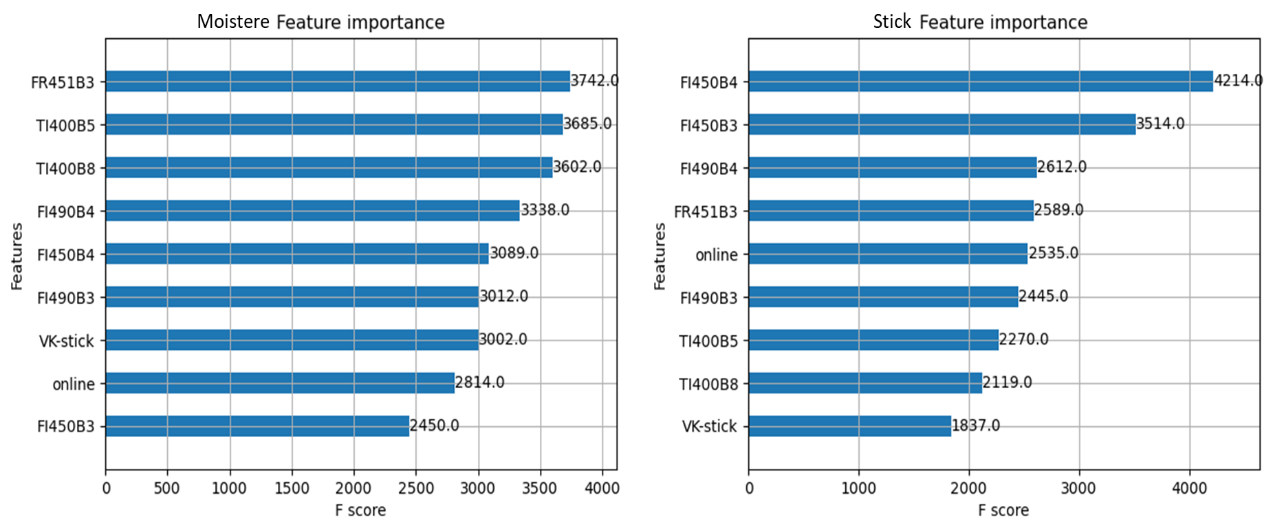 Moistere Feature importance
Features
FR451B3 3742.0
TI400B5 3685.0
TI400B8 3602.0
FI490B4 3338.0
FI450B4 3089.0
FI490B3 3012.0
VK-stick 3002.0
online 2814.0
FI450B3 2450.0
0 500 1000 1500 2000 2500 3000 3500 4000
F score
Stick Feature importance
Features
FI450B4 4214.0
FI450B3 3514.0
FI490B4 2612.0
FR451B3 2589.0
online 2535.0
FI490B3 2445.0
TI400B5 2270.0
TI400B8 2119.0
VK-stick 1837.0
0 1000 2000 3000 4000
F score